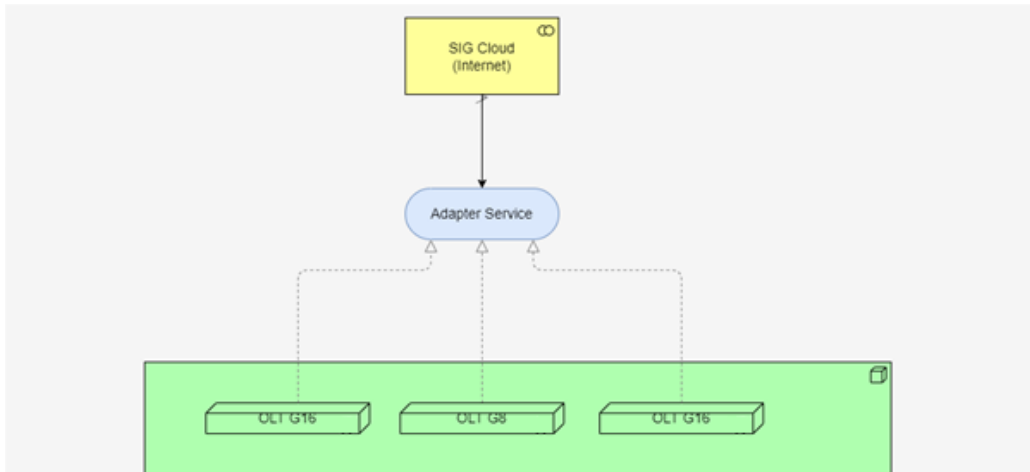 SIG Cloud
(Internet)
Adapter Service
OLT G16
OLT G8
OLT G16